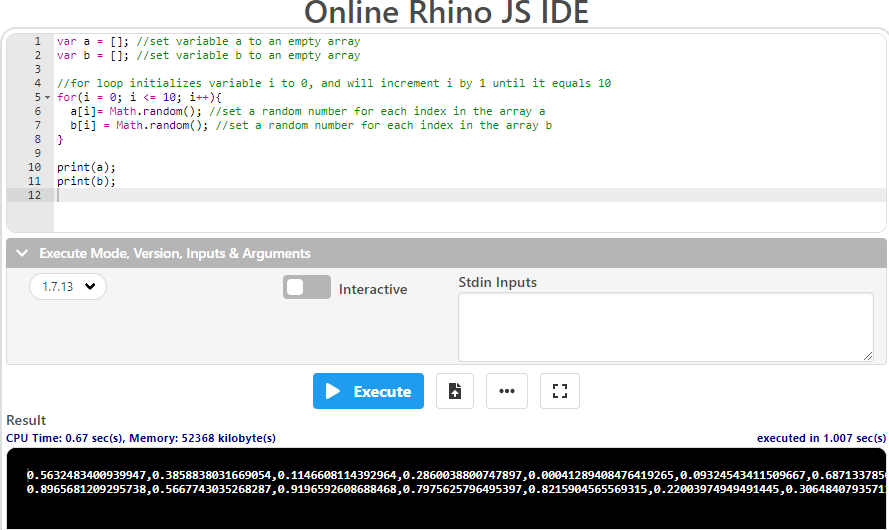 Online Rhino JS IDE
1 var a = []; //set variable a to an empty array
2 var b = []; //set variable b to an empty array
3
4 //for loop initializes variable i to 0, and will increment i by 1 until it equals 10
5 for(i = 0; i <= 10; i++){
6 a[i]= Math.random(); //set a random number for each index in the array a
7 b[i] = Math.random(); //set a random number for each index in the array b
8 }
9
10 print(a);
11 print(b);
12
Execute Mode, Version, Inputs & Arguments
1.7.13 Interactive Stdin Inputs
Execute
Result
CPU Time: 0.67 sec(s), Memory: 52368 kilobyte(s) executed in 1.007 sec(s)
0.5632483400939947,0.3858838031669054,0.1146608114392964,0.2860038800747897,0.00041289408476419265,0.09324543411509667,0.687133785
0.8965681209295738,0.5667743035268287,0.9196592608688468,0.7975625796495397,0.8215904565569315,0.22003974949491445,0.3064840793571